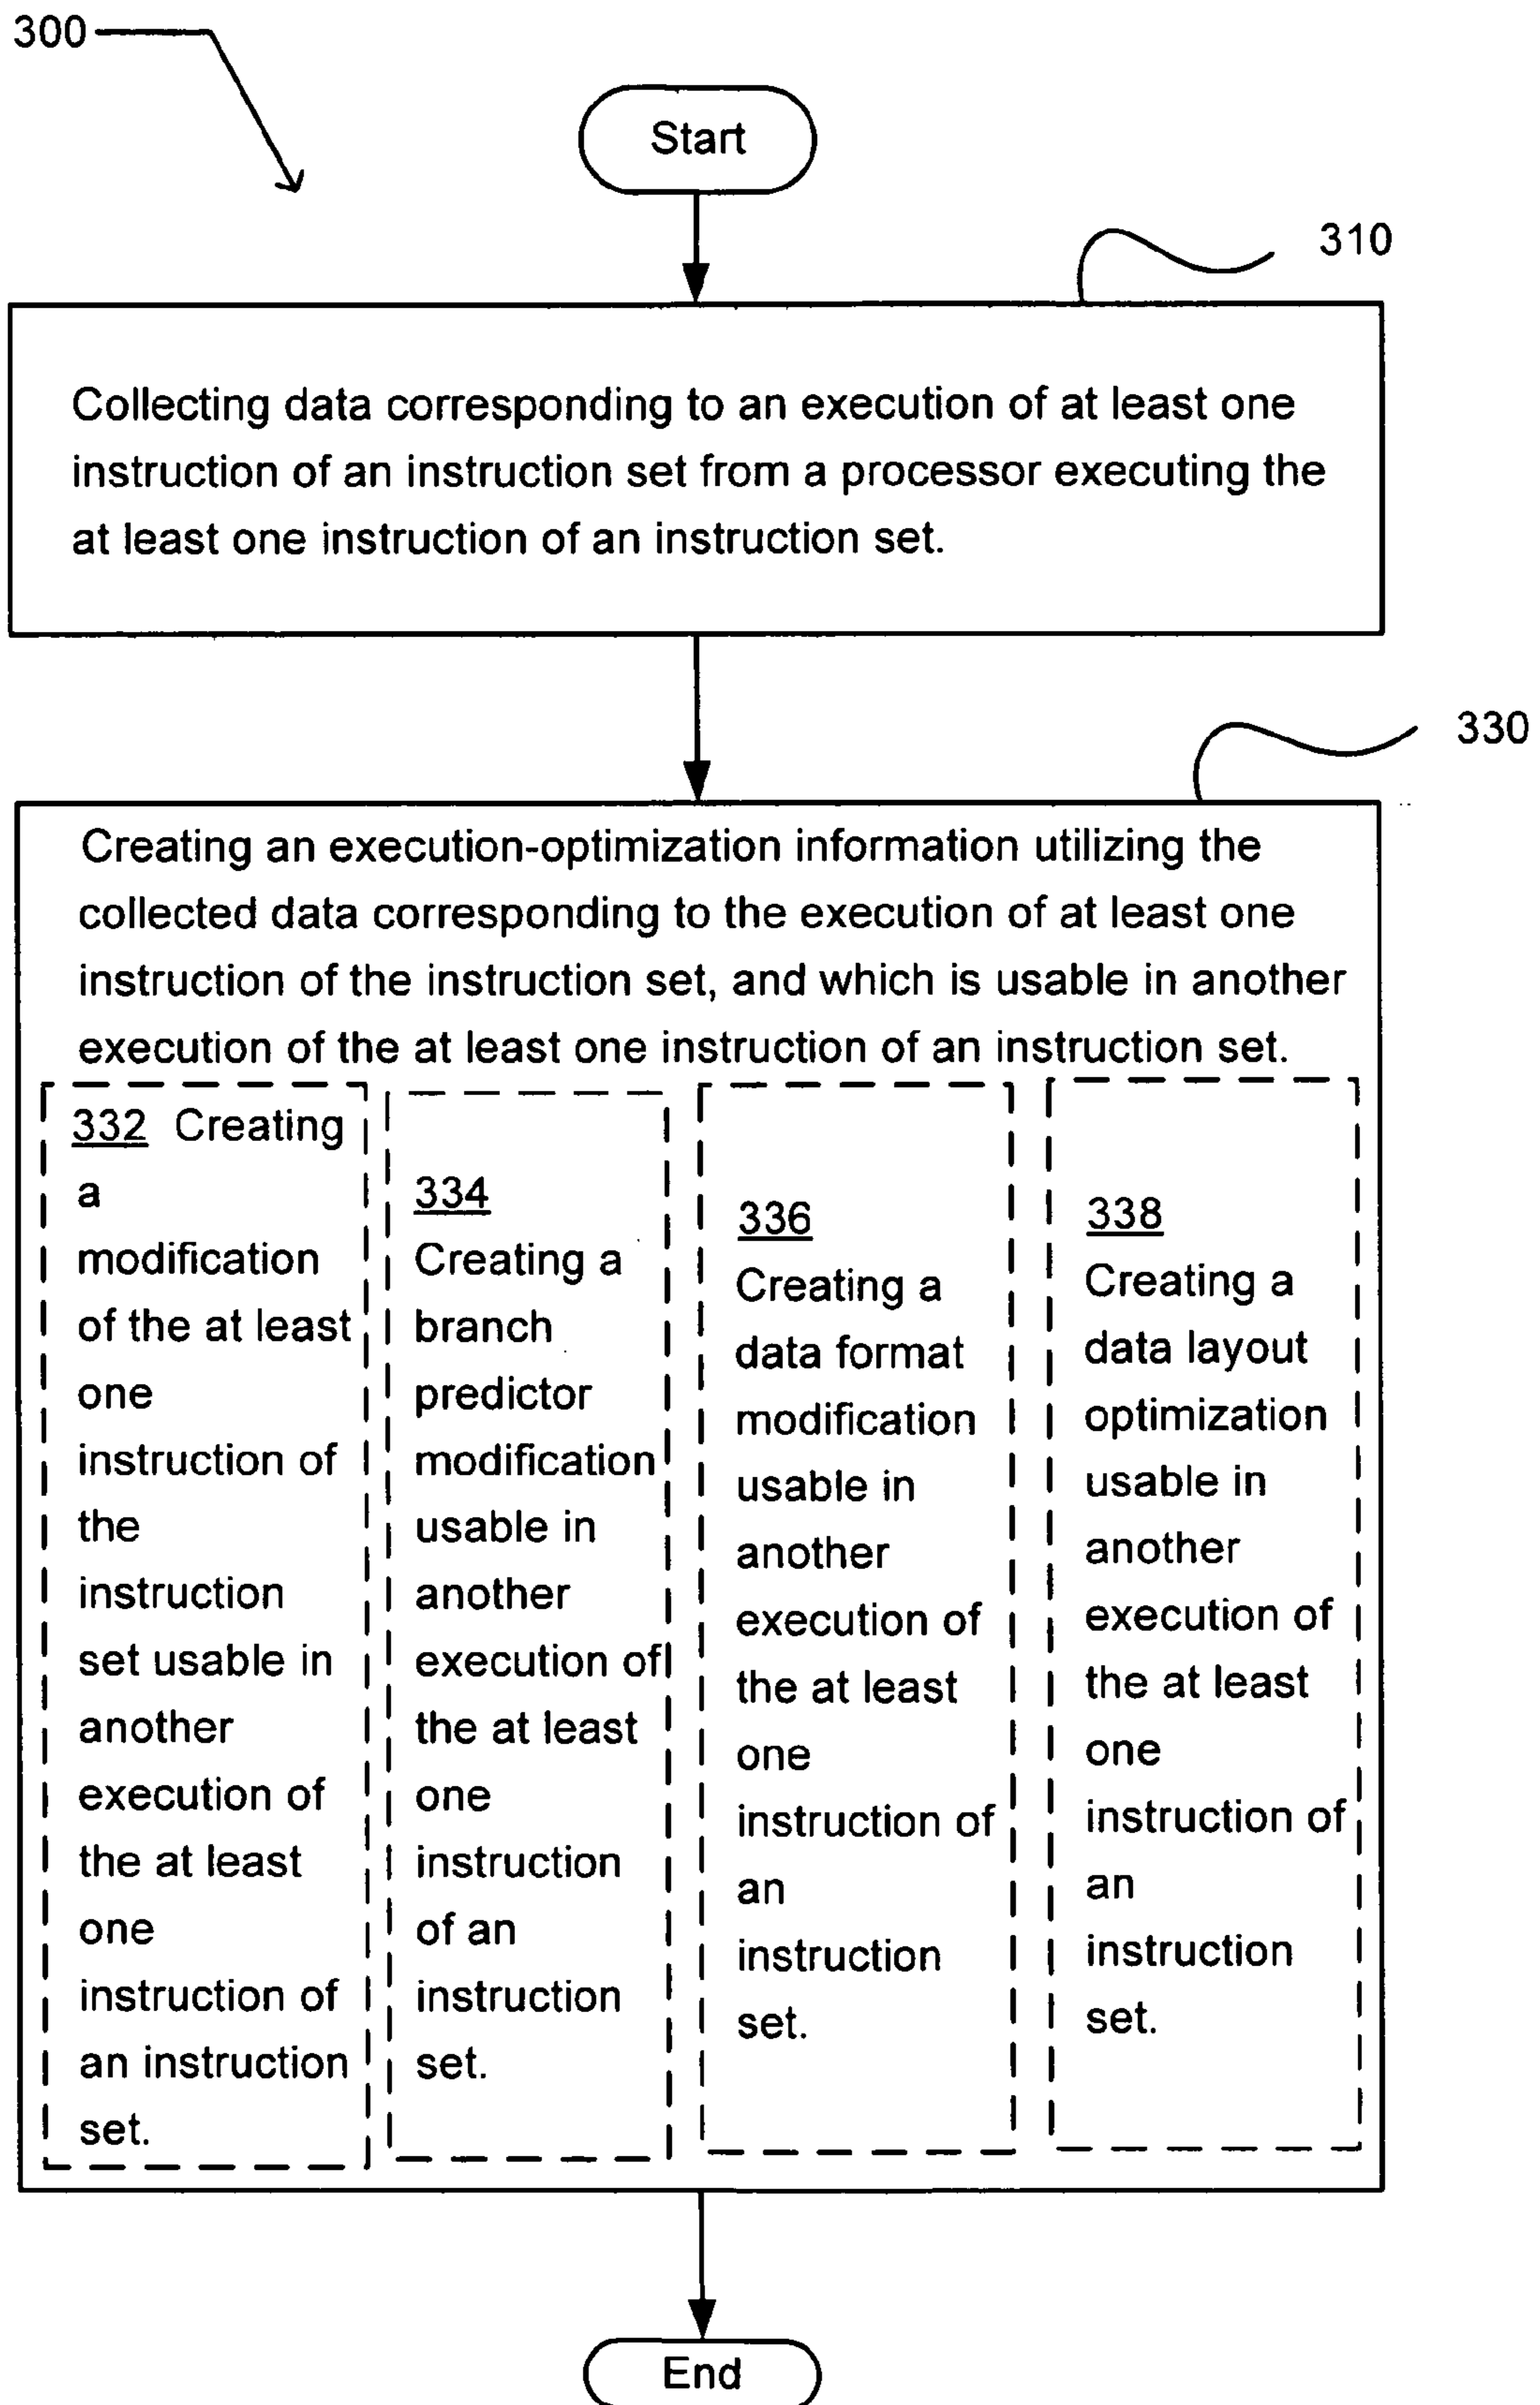 300
Start
310
Collecting data corresponding to an execution of at least one
instruction of an instruction set from a processor executing the
at least one instruction of an instruction set.
330
Creating an execution-optimization information utilizing the
collected data corresponding to the execution of at least one
instruction of the instruction set, and which is usable in another
execution of the at least one instruction of an instruction set.
332 Creating
a
modification
of the at least
one
instruction of
the
instruction
set usable in
another
execution of
the at least
one
instruction of
an instruction
set.
334
Creating a
branch
predictor
modification
usable in
another
execution of
the at least
one
instruction
of an
instruction
set.
336
Creating a
data format
modification
usable in
another
execution of
the at least
one
instruction of
an
instruction
set.
338
Creating a
data layout
optimization
usable in
another
execution of
the at least
one
instruction of
an
instruction
set.
End